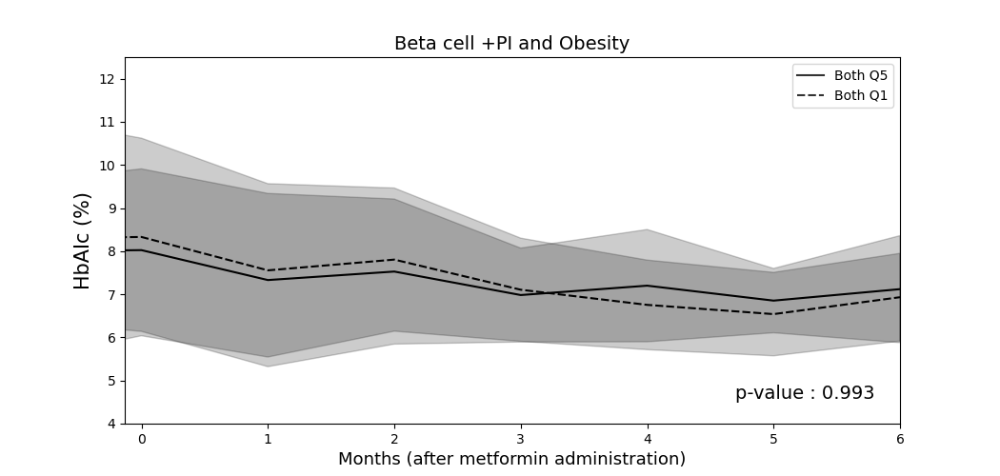 Beta cell +PI and Obesity
Both Q5
Both Q1
12
11
10
9
8
7
6
5
4
HbAlc (%)
0 1 2 3 4 5 6
Months (after metformin administration)
p-value : 0.993